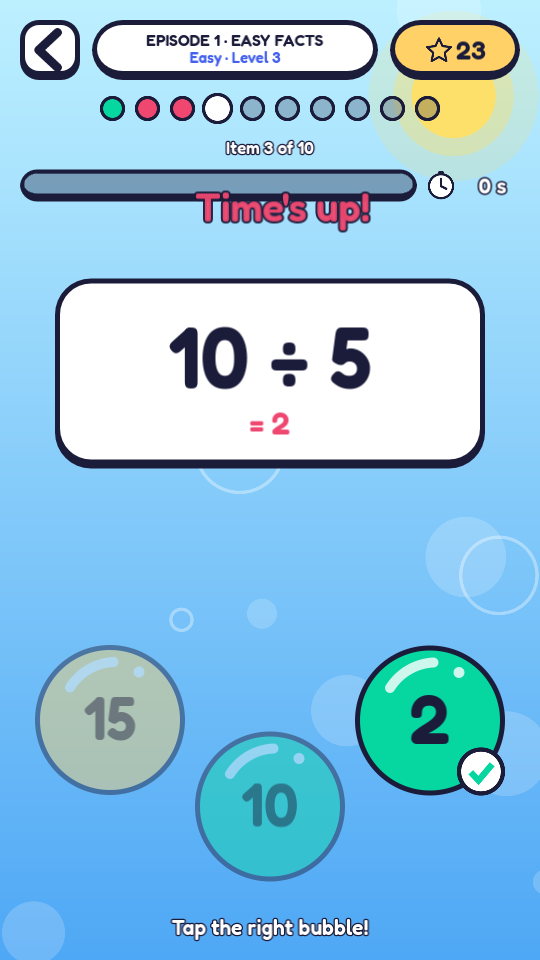 EPISODE 1 · EASY FACTS
Easy · Level 3
23
Item 3 of 10
0 s
Time's up!
10 ÷ 5
= 2
15
2
10
Tap the right bubble!